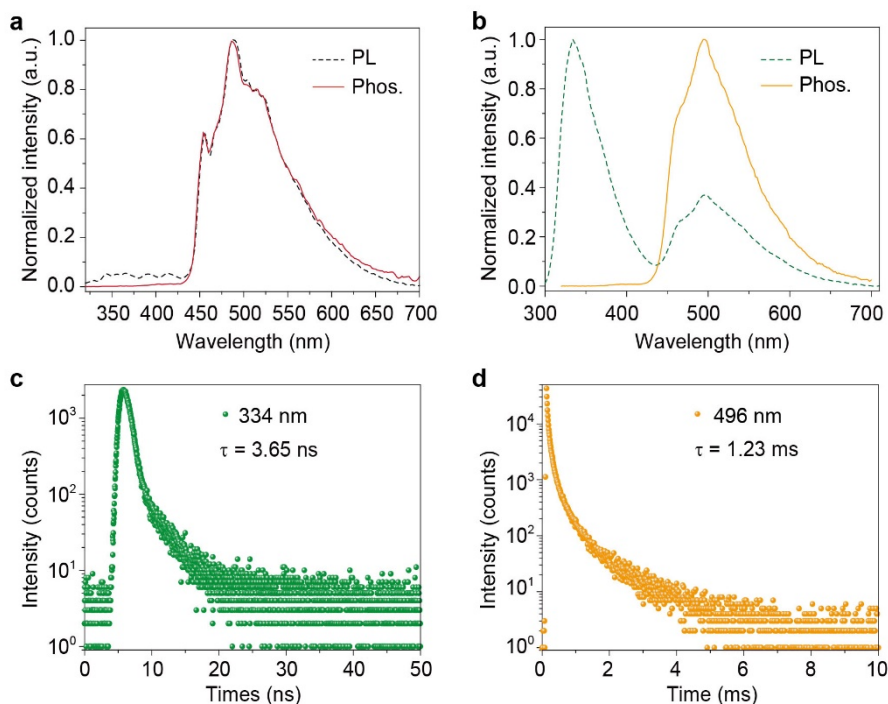 a
Normalized intensity (a.u.)
1.0
0.8
0.6
0.4
0.2
0.0
PL
Phos.
350 400 450 500 550 600 650 700
Wavelength (nm)
b
Normalized intensity (a.u.)
1.0
0.8
0.6
0.4
0.2
0.0
PL
Phos.
300 400 500 600 700
Wavelength (nm)
c
Intensity (counts)
10³
10²
10¹
10⁰
334 nm
τ = 3.65 ns
0 10 20 30 40 50
Times (ns)
d
Intensity (counts)
10⁴
10³
10²
10¹
10⁰
496 nm
τ = 1.23 ms
0 2 4 6 8 10
Time (ms)